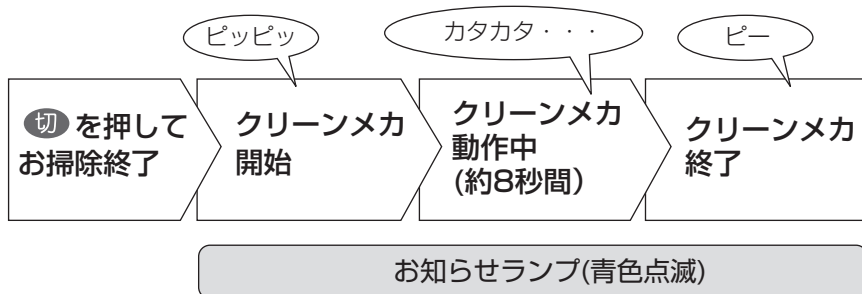 ピッピッ
カタカタ・・・
ピー
切 を押して
お掃除終了
クリーンメカ
開始
クリーンメカ
動作中
(約8秒間)
クリーンメカ
終了
お知らせランプ(青色点滅)